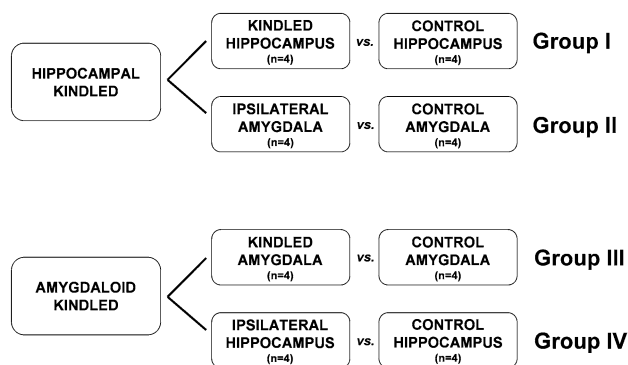 HIPPOCAMPAL
KINDLED
KINDLED
HIPPOCAMPUS
(n=4)
vs.
CONTROL
HIPPOCAMPUS
(n=4)
Group I
IPSILATERAL
AMYGDALA
(n=4)
vs.
CONTROL
AMYGDALA
(n=4)
Group II
AMYGDALOID
KINDLED
KINDLED
AMYGDALA
(n=4)
vs.
CONTROL
AMYGDALA
(n=4)
Group III
IPSILATERAL
HIPPOCAMPUS
(n=4)
vs.
CONTROL
HIPPOCAMPUS
(n=4)
Group IV